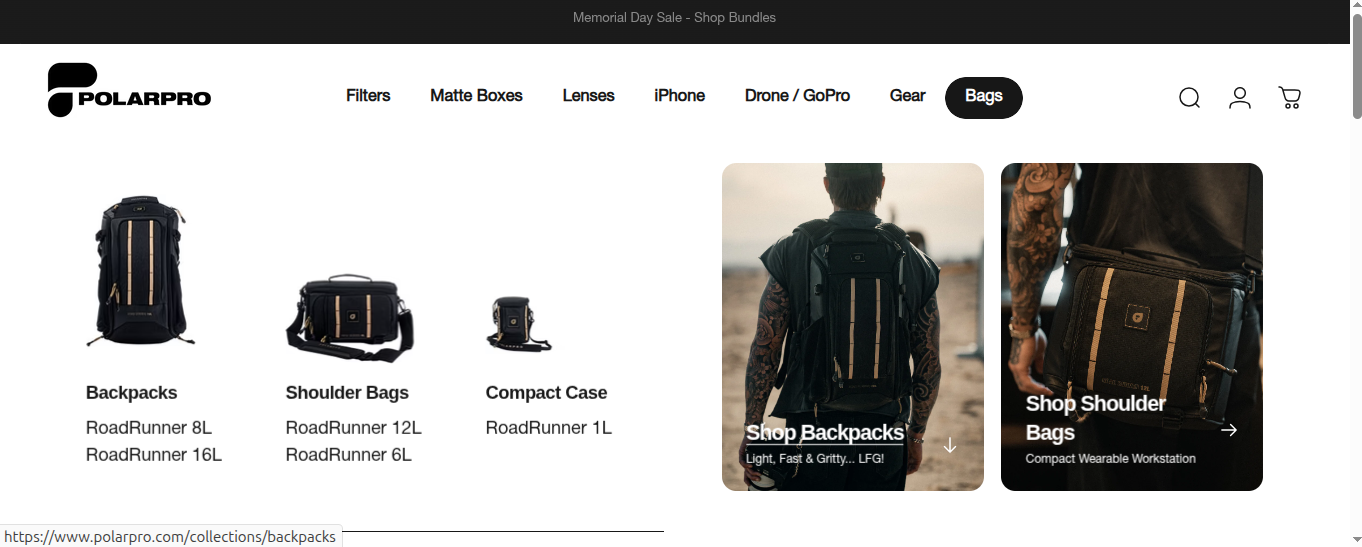 Memorial Day Sale - Shop Bundles
POLARPRO
Filters
Matte Boxes
Lenses
iPhone
Drone / GoPro
Gear
Bags
Backpacks
RoadRunner 8L
RoadRunner 16L
Shoulder Bags
RoadRunner 12L
RoadRunner 6L
Compact Case
RoadRunner 1L
Shop Backpacks
Light, Fast & Gritty... LFG!
Shop Shoulder
Bags
Compact Wearable Workstation
https://www.polarpro.com/collections/backpacks